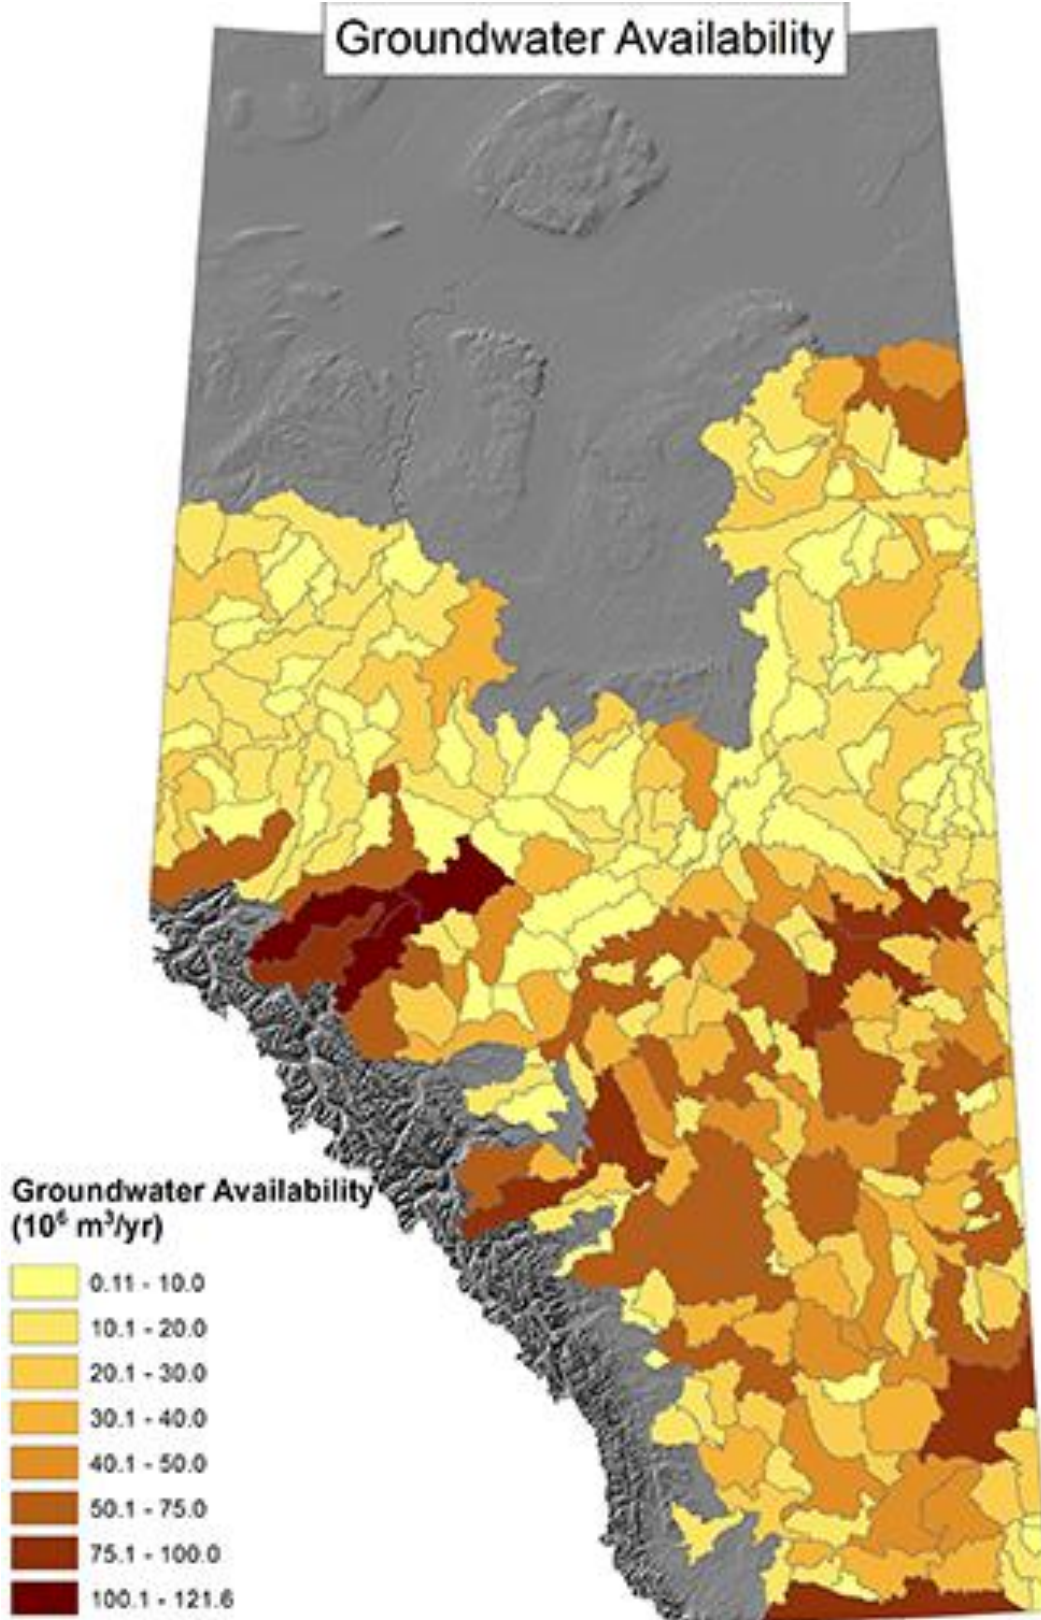 Groundwater Availability
Groundwater Availability
(10⁶ m³/yr)
0.11 - 10.0
10.1 - 20.0
20.1 - 30.0
30.1 - 40.0
40.1 - 50.0
50.1 - 75.0
75.1 - 100.0
100.1 - 121.6